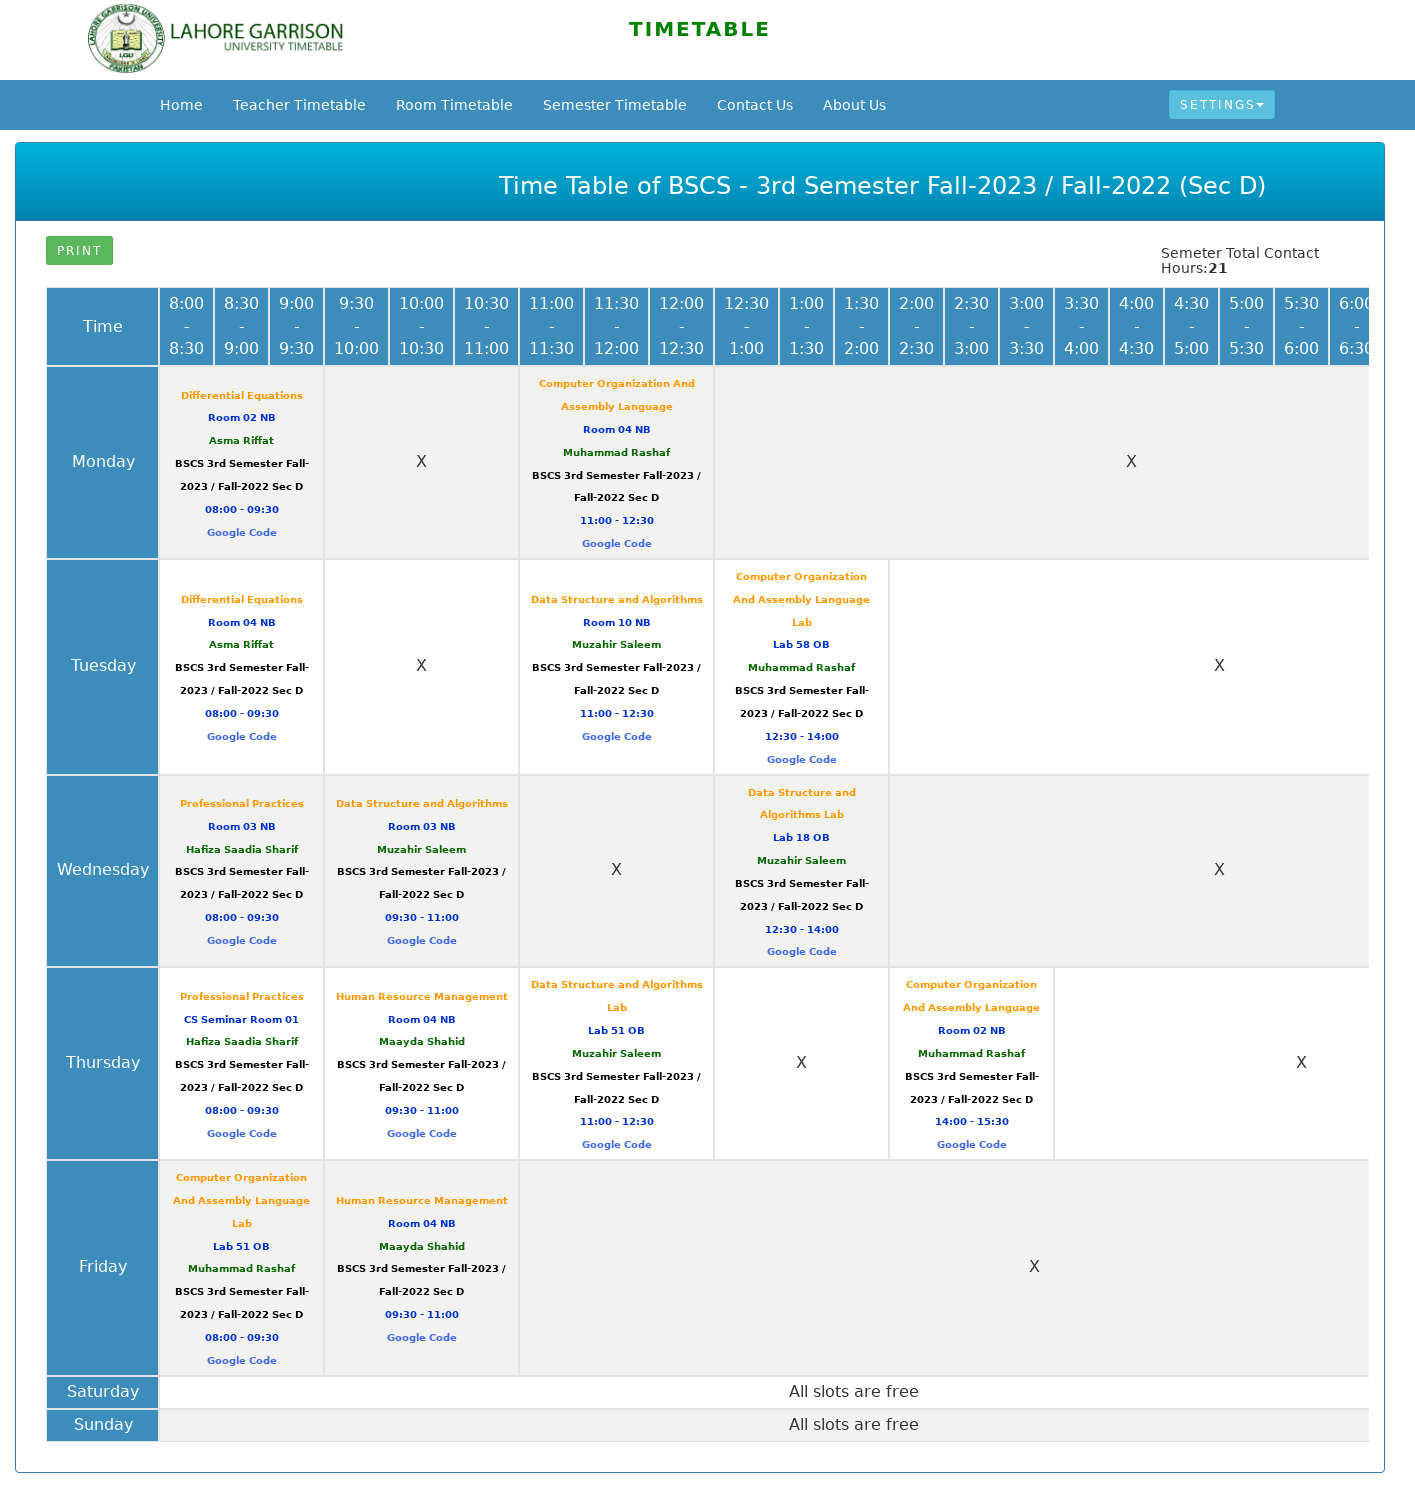 LAHORE GARRISON
UNIVERSITY TIMETABLE
TIMETABLE
Home Teacher Timetable Room Timetable Semester Timetable Contact Us About Us SETTINGS
Time Table of BSCS - 3rd Semester Fall-2023 / Fall-2022 (Sec D)
PRINT
Semeter Total Contact
Hours:21
Time
8:00 - 8:30
8:30 - 9:00
9:00 - 9:30
9:30 - 10:00
10:00 - 10:30
10:30 - 11:00
11:00 - 11:30
11:30 - 12:00
12:00 - 12:30
12:30 - 1:00
1:00 - 1:30
1:30 - 2:00
2:00 - 2:30
2:30 - 3:00
3:00 - 3:30
3:30 - 4:00
4:00 - 4:30
4:30 - 5:00
5:00 - 5:30
5:30 - 6:00
6:00 - 6:30
Monday
Differential Equations
Room 02 NB
Asma Riffat
BSCS 3rd Semester Fall-
2023 / Fall-2022 Sec D
08:00 - 09:30
Google Code
X
Computer Organization And
Assembly Language
Room 04 NB
Muhammad Rashaf
BSCS 3rd Semester Fall-2023 /
Fall-2022 Sec D
11:00 - 12:30
Google Code
X
Tuesday
Differential Equations
Room 04 NB
Asma Riffat
BSCS 3rd Semester Fall-
2023 / Fall-2022 Sec D
08:00 - 09:30
Google Code
X
Data Structure and Algorithms
Room 10 NB
Muzahir Saleem
BSCS 3rd Semester Fall-2023 /
Fall-2022 Sec D
11:00 - 12:30
Google Code
Computer Organization
And Assembly Language
Lab
Lab 58 OB
Muhammad Rashaf
BSCS 3rd Semester Fall-
2023 / Fall-2022 Sec D
12:30 - 14:00
Google Code
X
Wednesday
Professional Practices
Room 03 NB
Hafiza Saadia Sharif
BSCS 3rd Semester Fall-
2023 / Fall-2022 Sec D
08:00 - 09:30
Google Code
Data Structure and Algorithms
Room 03 NB
Muzahir Saleem
BSCS 3rd Semester Fall-2023 /
Fall-2022 Sec D
09:30 - 11:00
Google Code
X
Data Structure and
Algorithms Lab
Lab 18 OB
Muzahir Saleem
BSCS 3rd Semester Fall-
2023 / Fall-2022 Sec D
12:30 - 14:00
Google Code
X
Thursday
Professional Practices
CS Seminar Room 01
Hafiza Saadia Sharif
BSCS 3rd Semester Fall-
2023 / Fall-2022 Sec D
08:00 - 09:30
Google Code
Human Resource Management
Room 04 NB
Maayda Shahid
BSCS 3rd Semester Fall-2023 /
Fall-2022 Sec D
09:30 - 11:00
Google Code
Data Structure and Algorithms
Lab
Lab 51 OB
Muzahir Saleem
BSCS 3rd Semester Fall-2023 /
Fall-2022 Sec D
11:00 - 12:30
Google Code
X
Computer Organization
And Assembly Language
Room 02 NB
Muhammad Rashaf
BSCS 3rd Semester Fall-
2023 / Fall-2022 Sec D
14:00 - 15:30
Google Code
X
Friday
Computer Organization
And Assembly Language
Lab
Lab 51 OB
Muhammad Rashaf
BSCS 3rd Semester Fall-
2023 / Fall-2022 Sec D
08:00 - 09:30
Google Code
Human Resource Management
Room 04 NB
Maayda Shahid
BSCS 3rd Semester Fall-2023 /
Fall-2022 Sec D
09:30 - 11:00
Google Code
X
Saturday
All slots are free
Sunday
All slots are free